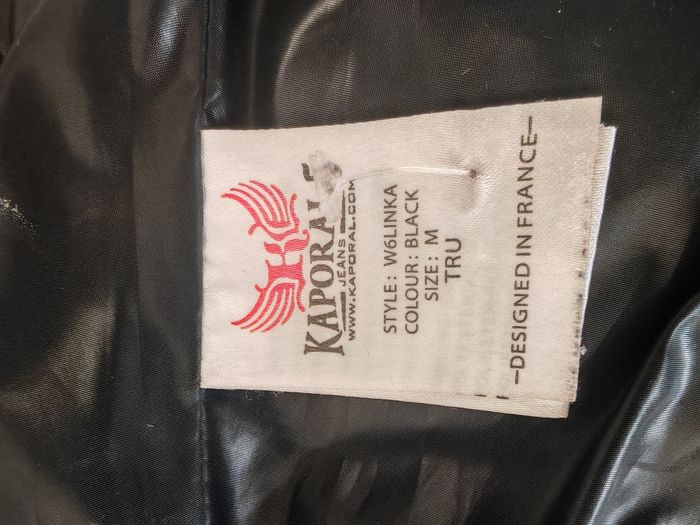 KAPORAL
JEANS
WWW.KAPORAL.COM
STYLE: W6LINKA
COLOUR: BLACK
SIZE: M
TRU
—DESIGNED IN FRANCE—